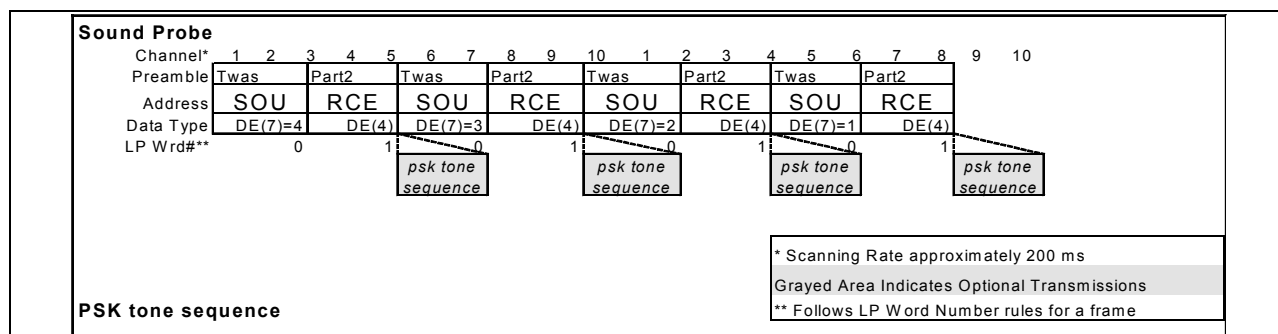 Sound Probe
Channel* 1 2 3 4 5 6 7 8 9 10 1 2 3 4 5 6 7 8 9 10
Preamble Twas Part2 Twas Part2 Twas Part2 Twas Part2
Address SOU RCE SOU RCE SOU RCE SOU RCE
Data Type DE(7)=4 DE(4) DE(7)=3 DE(4) DE(7)=2 DE(4) DE(7)=1 DE(4)
LP Wrd#** 0 1 0 1 0 1 0 1
psk tone psk tone psk tone psk tone
sequence sequence sequence sequence
* Scanning Rate approximately 200 ms
Grayed Area Indicates Optional Transmissions
PSK tone sequence ** Follows LP Word Number rules for a frame